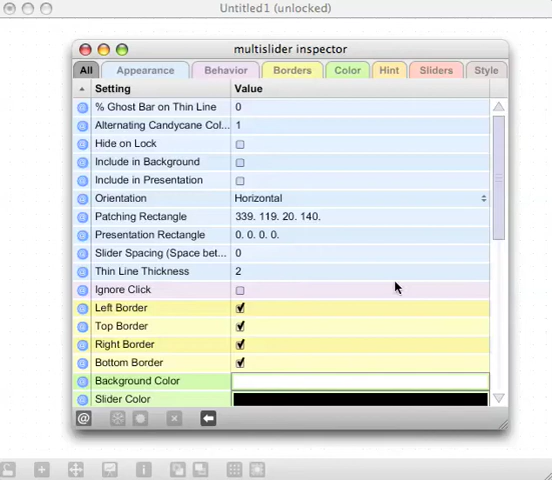 Untitled1 (unlocked)
multislider inspector
All Appearance Behavior Borders Color Hint Sliders Style
Setting Value
% Ghost Bar on Thin Line 0
Alternating Candycane Col... 1
Hide on Lock
Include in Background
Include in Presentation
Orientation Horizontal
Patching Rectangle 339. 119. 20. 140.
Presentation Rectangle 0. 0. 0. 0.
Slider Spacing (Space bet... 0
Thin Line Thickness 2
Ignore Click
Left Border
Top Border
Right Border
Bottom Border
Background Color
Slider Color